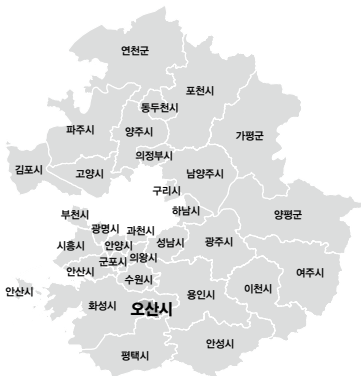 연천군
포천시
동두천시
파주시
양주시
가평군
의정부시
김포시
고양시
남양주시
구리시
하남시
양평군
부천시
광명시
과천시
시흥시
안양시
성남시
광주시
군포시
의왕시
안산시
여주시
수원시
안산시
용인시
이천시
화성시
오산시
평택시
안성시